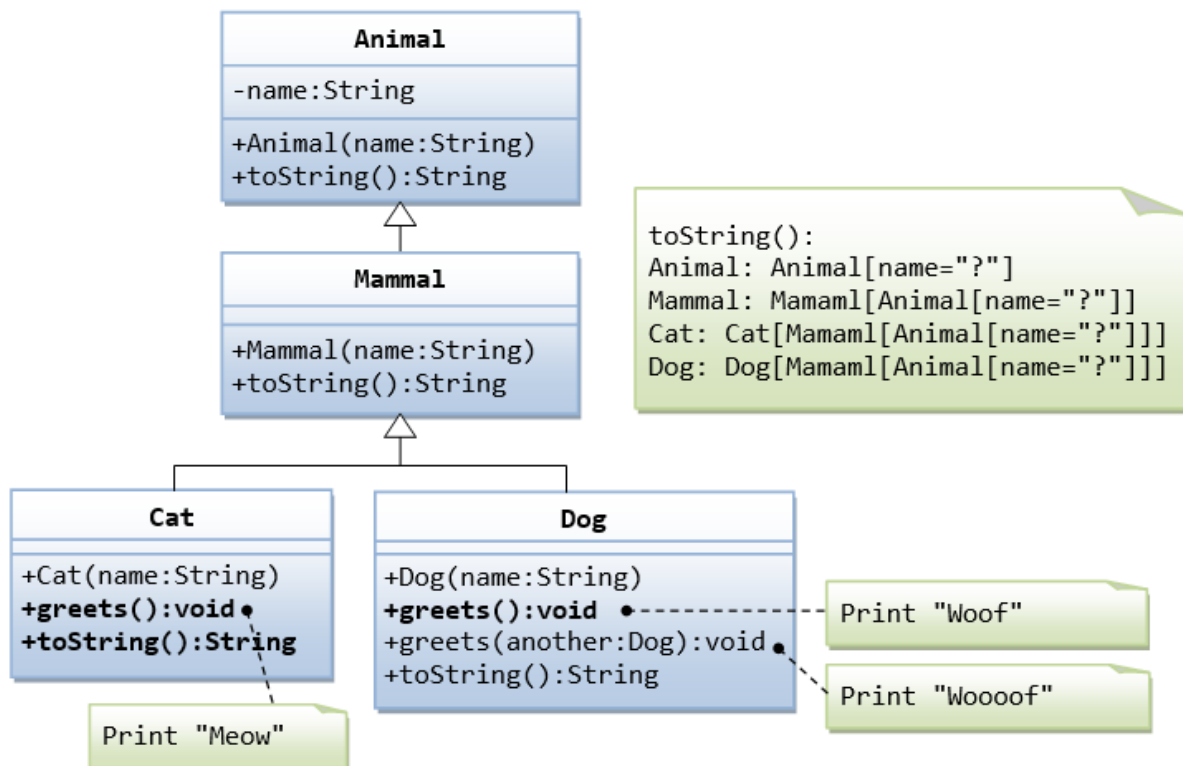 Animal
-name:String
+Animal(name:String)
+toString():String
toString():
Animal: Animal[name="?"]
Mammal: Mamaml[Animal[name="?"]]
Cat: Cat[Mamaml[Animal[name="?"]]]
Dog: Dog[Mamaml[Animal[name="?"]]]
Mammal
+Mammal(name:String)
+toString():String
Cat
+Cat(name:String)
+greets():void
+toString():String
Print "Meow"
Dog
+Dog(name:String)
+greets():void
+greets(another:Dog):void
+toString():String
Print "Woof"
Print "Woooof"